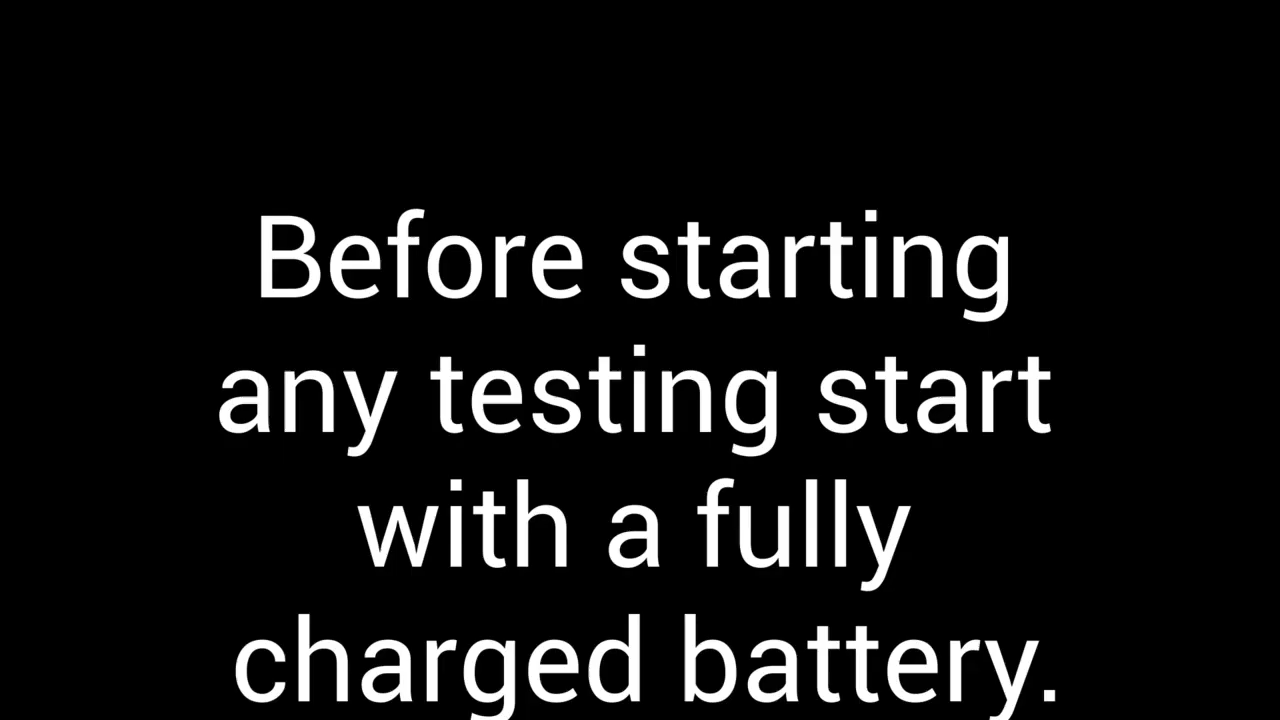 Before starting
any testing start
with a fully
charged battery.